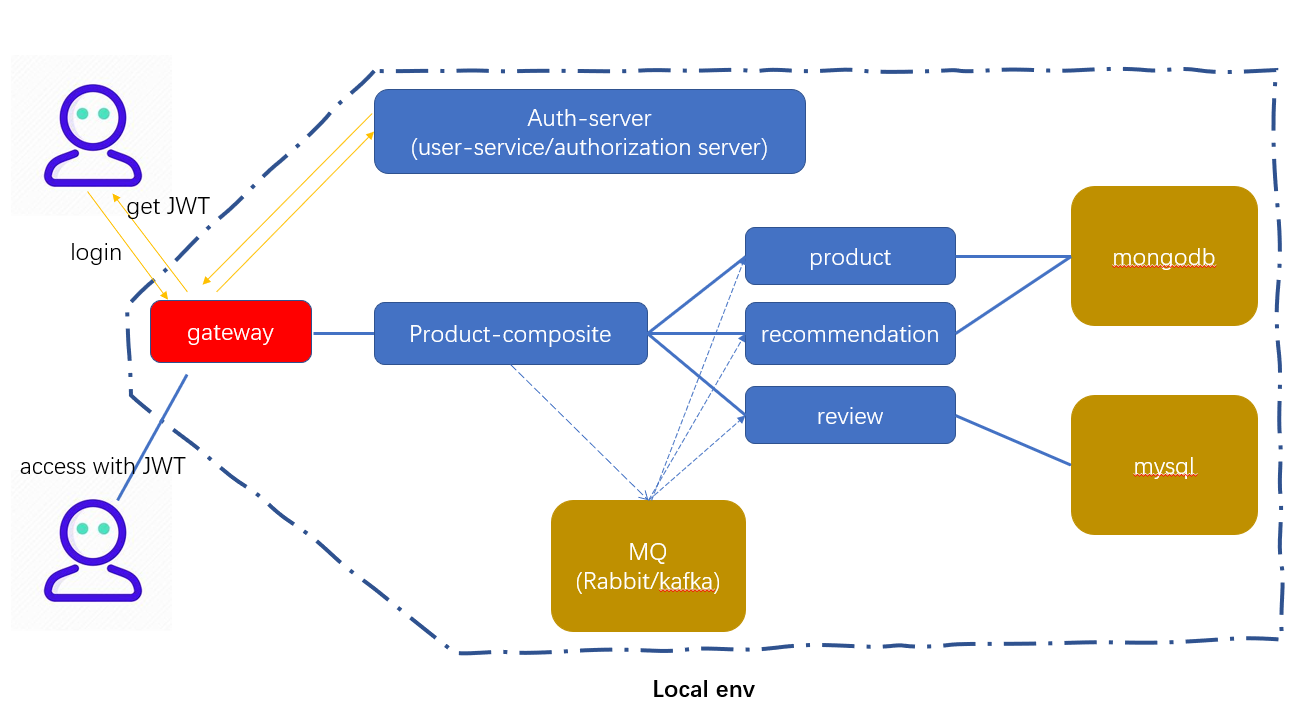 Auth-server
(user-service/authorization server)
get JWT
login
product
mongodb
gateway
Product-composite
recommendation
review
access with JWT
mysql
MQ
(Rabbit/kafka)
Local env